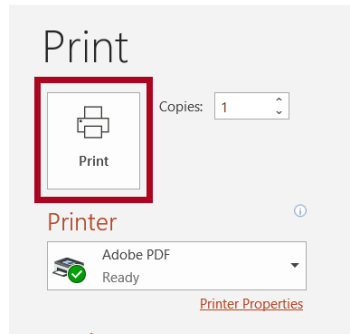 Print
Copies: 1
Print
Printer
Adobe PDF
Ready
Printer Properties